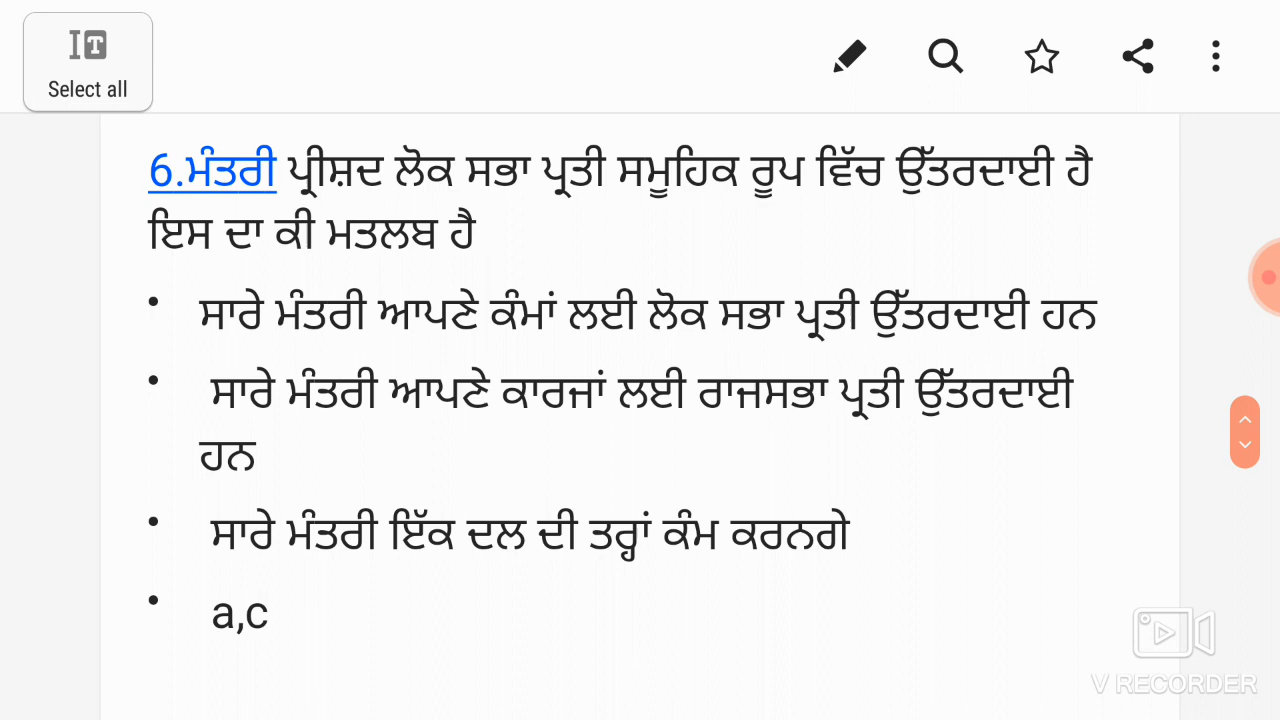 Select all
6.ਮੰਤਰੀ ਪ੍ਰੀਸ਼ਦ ਲੋਕ ਸਭਾ ਪ੍ਰਤੀ ਸਮੂਹਿਕ ਰੂਪ ਵਿੱਚ ਉੱਤਰਦਾਈ ਹੈ
ਇਸ ਦਾ ਕੀ ਮਤਲਬ ਹੈ
• ਸਾਰੇ ਮੰਤਰੀ ਆਪਣੇ ਕੰਮਾਂ ਲਈ ਲੋਕ ਸਭਾ ਪ੍ਰਤੀ ਉੱਤਰਦਾਈ ਹਨ
• ਸਾਰੇ ਮੰਤਰੀ ਆਪਣੇ ਕਾਰਜਾਂ ਲਈ ਰਾਜਸਭਾ ਪ੍ਰਤੀ ਉੱਤਰਦਾਈ
ਹਨ
• ਸਾਰੇ ਮੰਤਰੀ ਇੱਕ ਦਲ ਦੀ ਤਰ੍ਹਾਂ ਕੰਮ ਕਰਨਗੇ
• a,c
V RECORDER